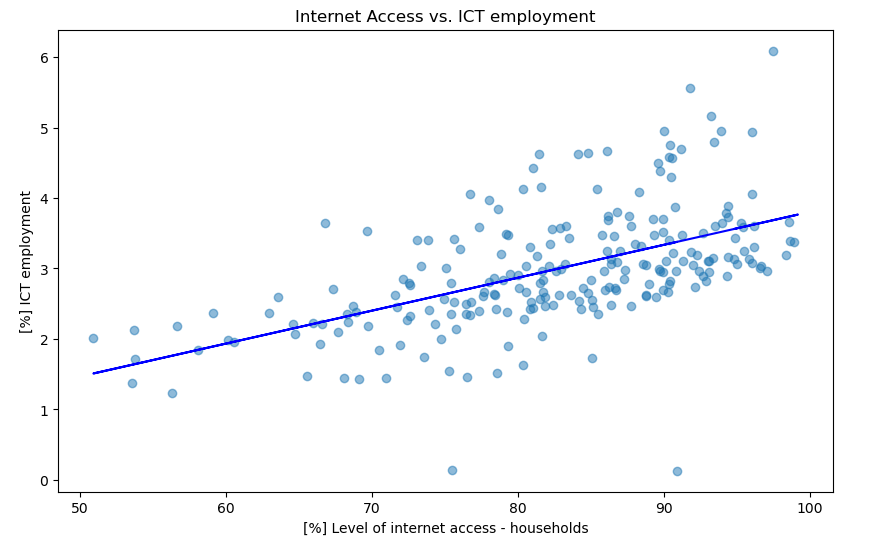 Internet Access vs. ICT employment
[%] ICT employment
6
5
4
3
2
1
0
50 60 70 80 90 100
[%] Level of internet access - households